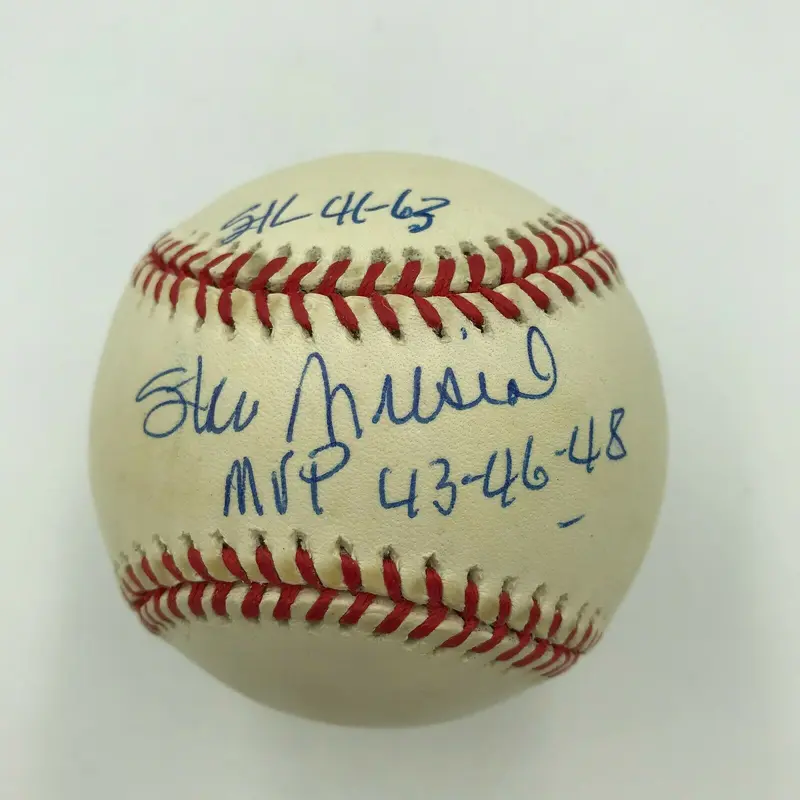 STL 41-63
Stan Musial
MVP 43-46-48